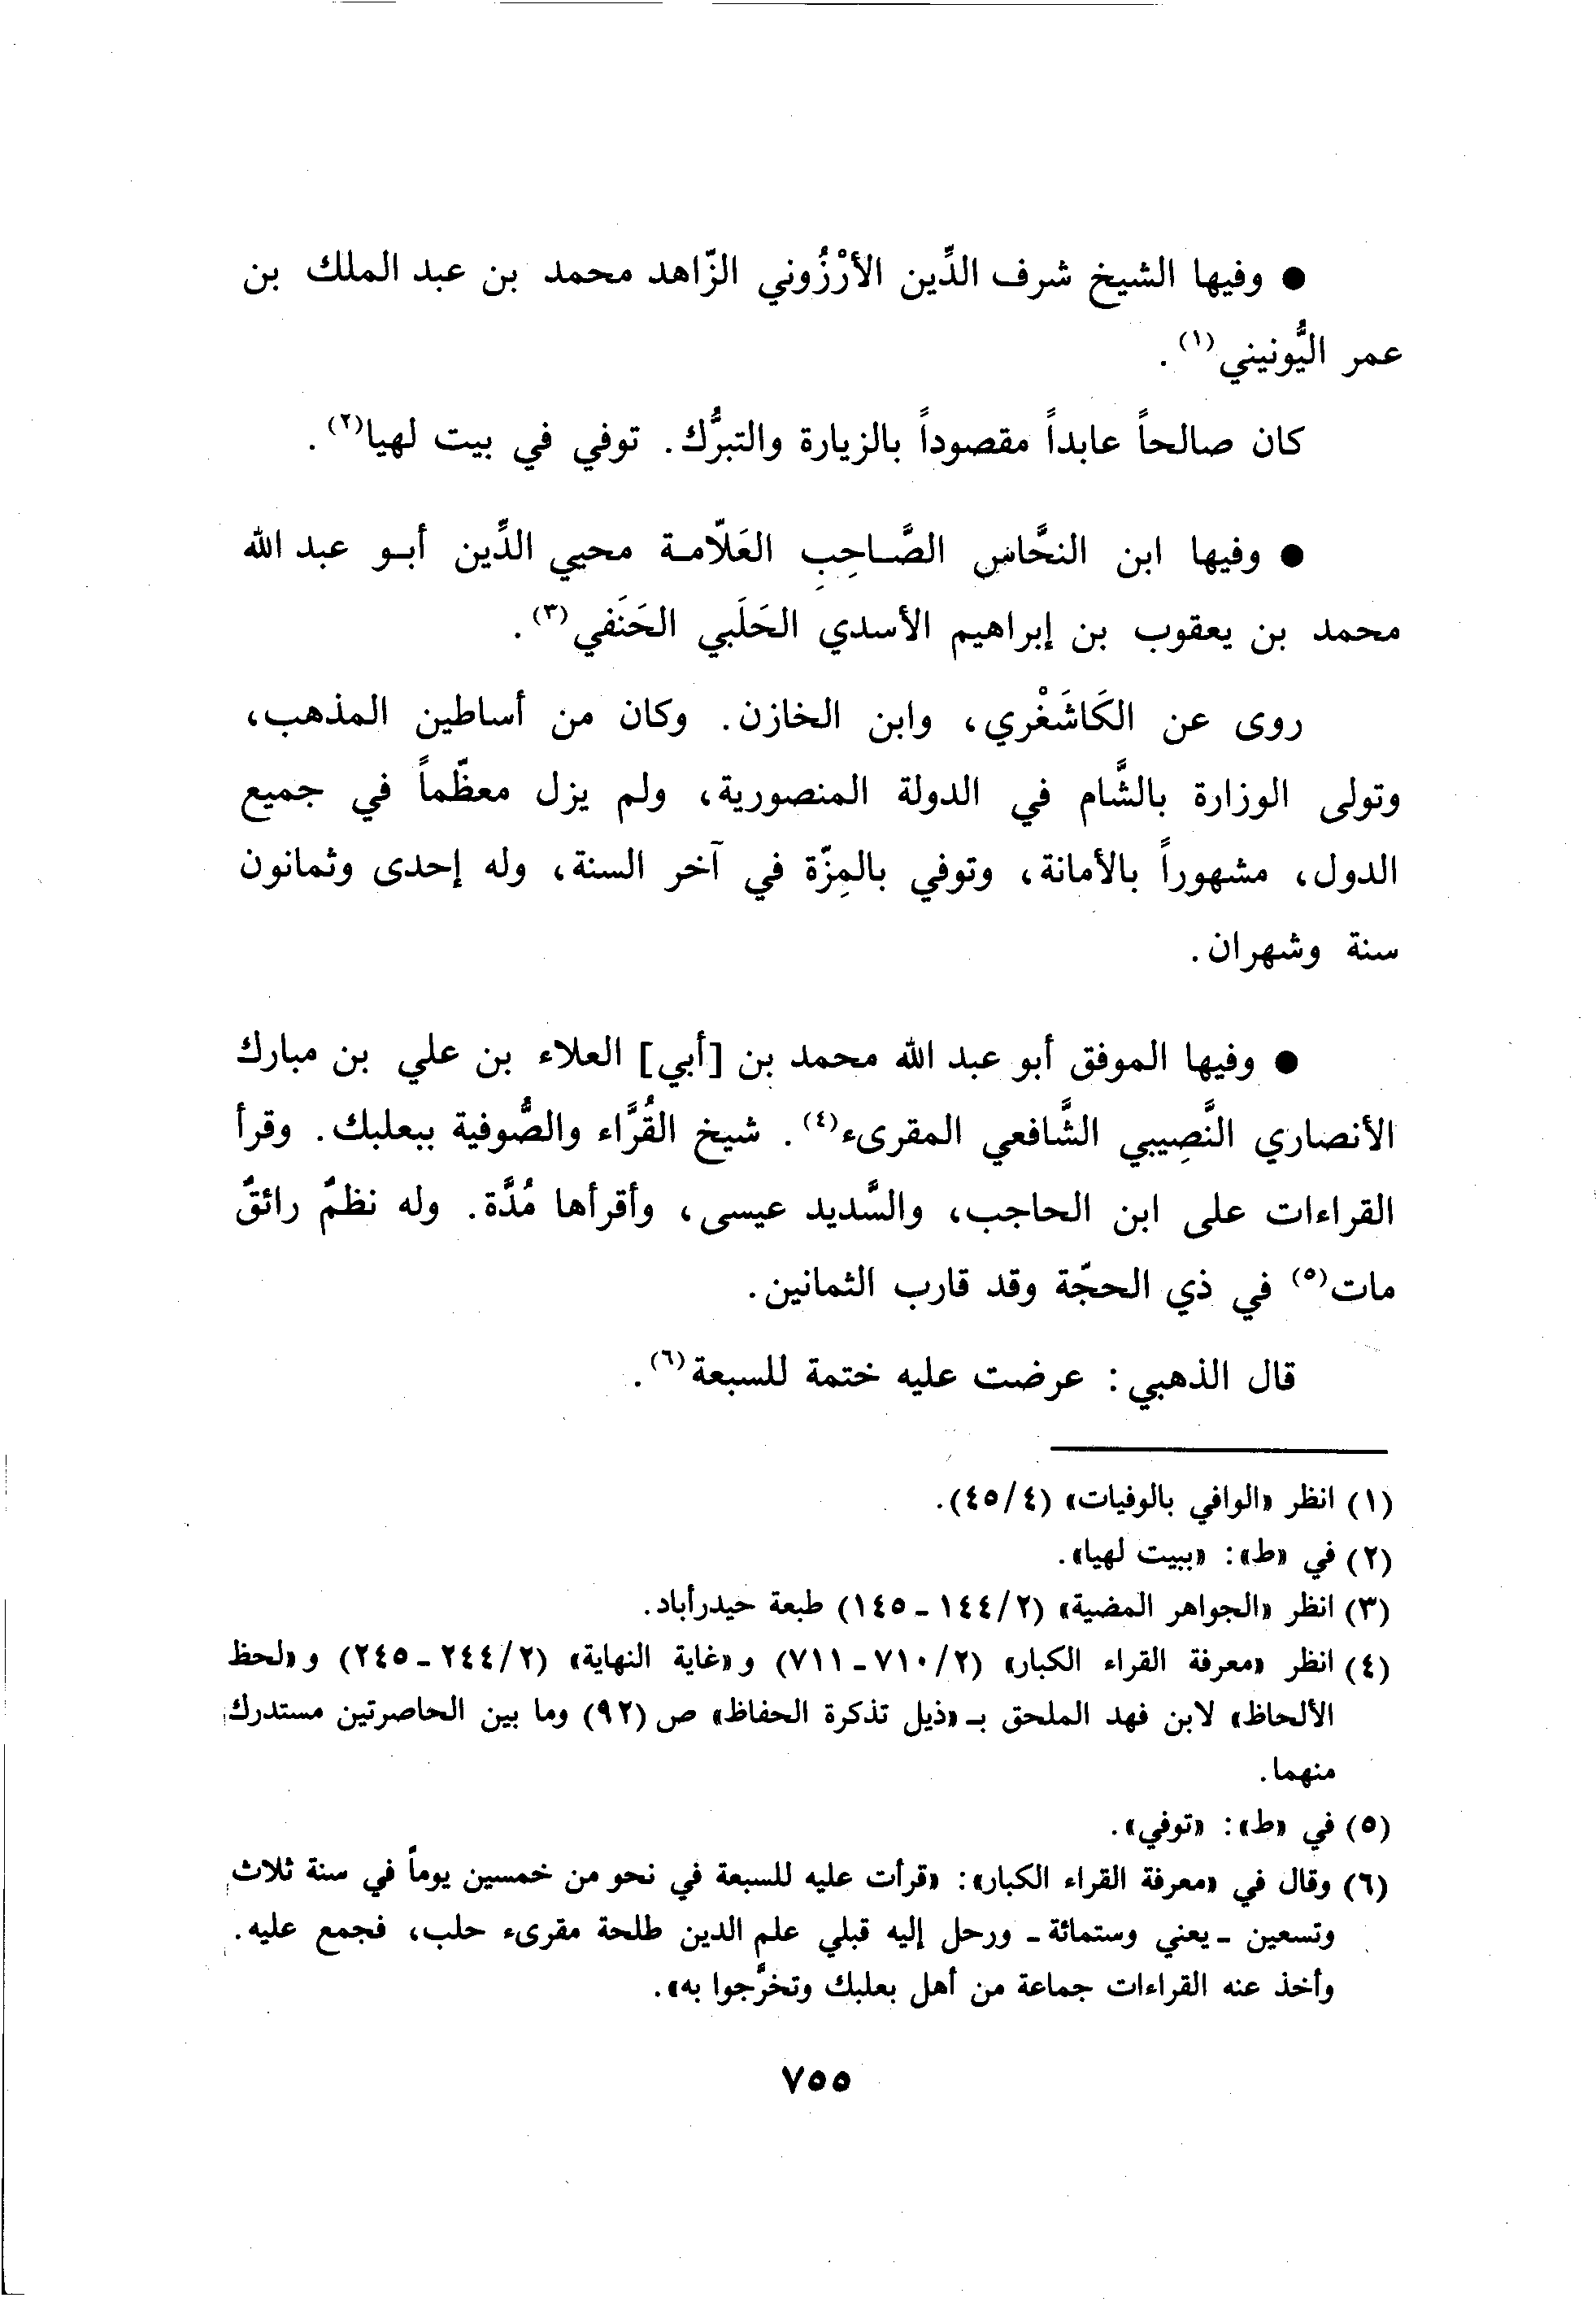 ● وفيها الشيخ شرف الدِّين الأَرْزُوني الزّاهد محمد بن عبد الملك بن
عمر اليُّونيني(١).
كان صالحاً عابداً مقصوداً بالزيارة والتبرُّك. توفي في بيت لهيا(٢).
● وفيها ابن النحَّاس الصَّـاحِب العَلاّمـة محيي الدِّين أبـو عبد الله
محمد بن يعقوب بن إبراهيم الأسدي الحَلَبي الحَنَفي(٣).
روى عن الكَاشَغْري، وابن الخازن. وكان من أساطين المذهب،
وتولى الوزارة بالشَّام في الدولة المنصورية، ولم يزل معظّماً في جميع
الدول، مشهوراً بالأمانة، وتوفي بالمِزّة في آخر السنة، وله إحدى وثمانون
سنة وشهران.
● وفيها الموفق أبو عبد الله محمد بن [أبي] العلاء بن علي بن مبارك
الأنصاري النَّصِيبي الشَّافعي المقرىء(٤). شيخ القُرَّاء والصُّوفية ببعلبك. وقرأ
القراءات على ابن الحاجب، والسَّديد عيسى، وأقرأها مُدَّة. وله نظمٌ رائقٌ
مات(٥) في ذي الحجّة وقد قارب الثمانين.
قال الذهبي: عرضت عليه ختمة للسبعة(٦).
(١) انظر «الوافي بالوفيات» (٤/٤٥).
(٢) في «ط»: «ببيت لهيا».
(٣) انظر «الجواهر المضية» (٢/١٤٤ - ١٤٥) طبعة حيدرأباد.
(٤) انظر «معرفة القراء الكبار» (٢/٧١٠ - ٧١١) و«غاية النهاية» (٢/٢٤٤ - ٢٤٥) و«لحظ
الألحاظ» لابن فهد الملحق بـ «ذيل تذكرة الحفاظ» ص (٩٢) وما بين الحاصرتين مستدرك
منهما.
(٥) في «ط»: «توفي».
(٦) وقال في «معرفة القراء الكبار»: «قرأت عليه للسبعة في نحو من خمسين يوماً في سنة ثلاث
وتسعين - يعني وستمائة - ورحل إليه قبلي علم الدين طلحة مقرىء حلب، فجمع عليه.
وأخذ عنه القراءات جماعة من أهل بعلبك وتخرَّجوا به».
٧٥٥